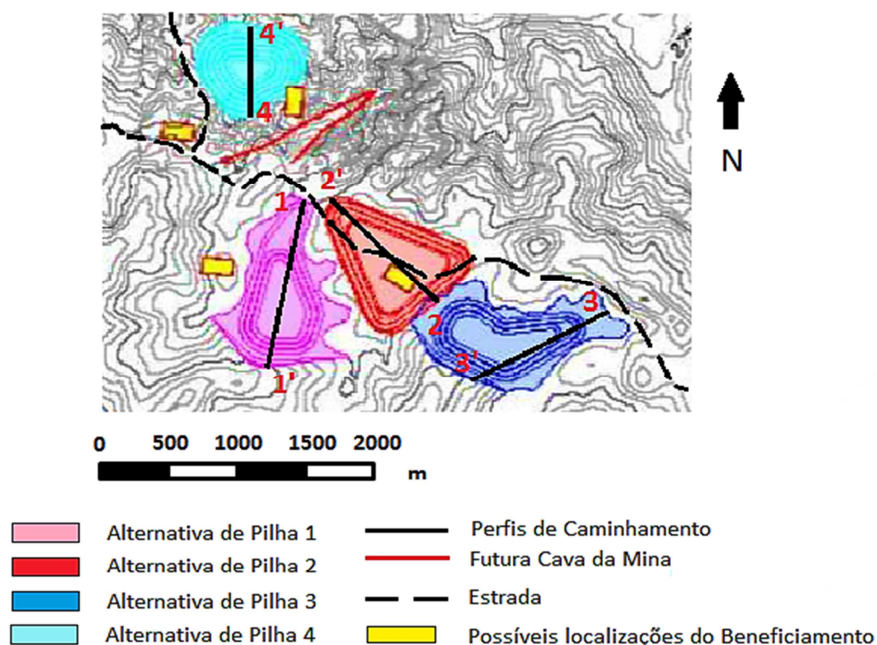 4'
4
N
1 2'
2
3
3'
1'
0 500 1000 1500 2000
m
Alternativa de Pilha 1
Alternativa de Pilha 2
Alternativa de Pilha 3
Alternativa de Pilha 4
Perfis de Caminhamento
Futura Cava da Mina
Estrada
Possíveis localizações do Beneficiamento